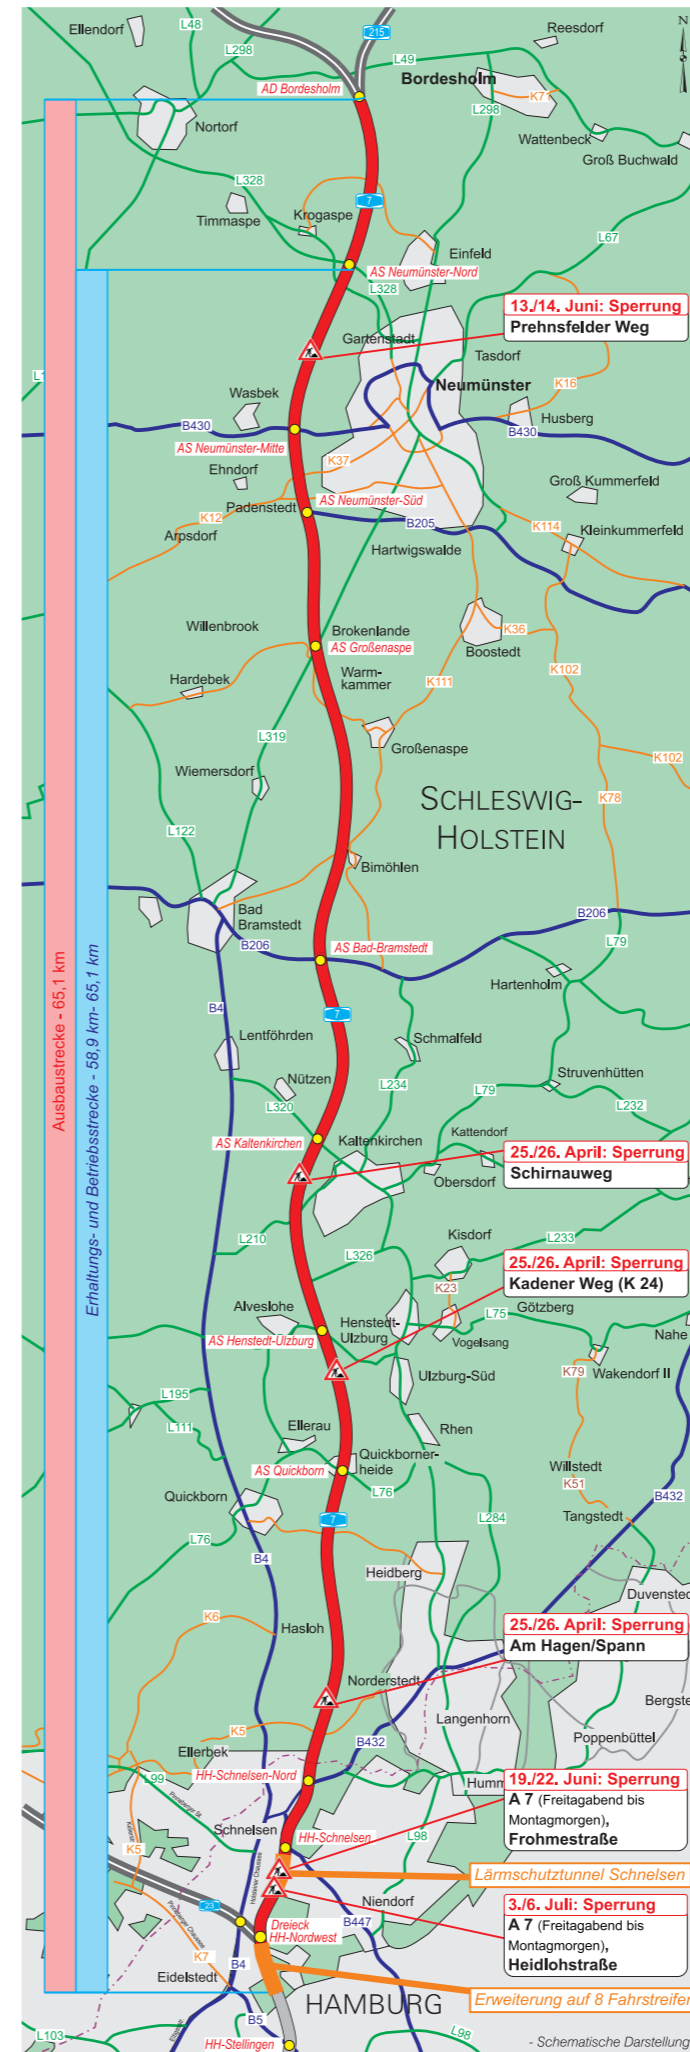 Ellendorf
L48
215
Reesdorf
N
L298
L49
AD Bordesholm
Bordesholm
K77
L298
Nortorf
Wattenbeck
Groß Buchwald
L328
Timmaspe
Krogaspe
7
Einfeld
L67
AS Neumünster-Nord
L328
13./14. Juni: Sperrung
Prehnsfelder Weg
Gartenstadt
Tasdorf
Neumünster
K16
Wasbek
Husberg
B430
B430
AS Neumünster-Mitte
K37
Ehndorf
Groß Kummerfeld
AS Neumünster-Süd
Padenstedt
K12
B205
K114
Arpsdorf
Kleinkummerfeld
Hartwigswalde
Willenbrook
Brokenlande
K36
AS Großenaspe
Boostedt
Warm-
kammer
K102
Hardebek
K111
L319
Großenaspe
K102
Wiemersdorf
SCHLESWIG-
HOLSTEIN
K78
L122
Bimöhlen
Bad
Bramstedt
B206
B206
AS Bad-Bramstedt
L79
Ausbaustrecke - 65,1 km
Erhaltungs- und Betriebsstrecke - 58,9 km- 65,1 km
Hartenholm
B4
7
Lentföhrden
Schmalfeld
Nützen
L234
Struvenhütten
L79
L320
L232
AS Kaltenkirchen
Kaltenkirchen
Kattendorf
25./26. April: Sperrung
Schirnauweg
Obersdorf
Kisdorf
L210
L326
L233
25./26. April: Sperrung
Kadener Weg (K 24)
K23
Alveslohe
Henstedt-
Ulzburg
L75
Götzberg
AS Henstedt-Ulzburg
Vogelsang
Nahe
Ulzburg-Süd
K79
Wakendorf II
L195
L111
Ellerau
Rhen
Quickborner-
heide
AS Quickborn
Willstedt
L76
K51
Quickborn
B432
7
L284
Tangstedt
L76
B4
Heidberg
Duvensted
K6
Hasloh
25./26. April: Sperrung
Am Hagen/Spann
Norderstedt
Langenhorn
Bergste
K5
B432
Poppenbüttel
Ellerbek
HH-Schnelsen-Nord
L99
Humm
19./22. Juni: Sperrung
A 7 (Freitagabend bis
Montagmorgen),
Frohmestraße
Schnelsen
HH-Schnelsen
L98
K5
Lärmschutztunnel Schnelsen
Niendorf
3./6. Juli: Sperrung
A 7 (Freitagabend bis
Montagmorgen),
Heidlohstraße
23
Dreieck
HH-Nordwest
B447
K7
B4
Eidelstedt
HAMBURG
Erweiterung auf 8 Fahrstreifen
B5
L103
HH-Stellingen
L98
- Schematische Darstellung